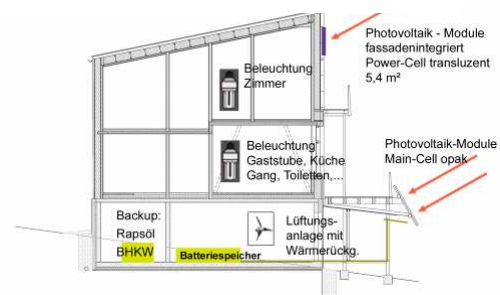 Photovoltaik - Module
fassadenintegriert
Power-Cell transluzent
5,4 m²
Beleuchtung
Zimmer
Beleuchtung
Gaststube, Küche
Gang, Toiletten,...
Photovoltaik-Module
Main-Cell opak
Backup:
Rapsöl
BHKW
Batteriespeicher
Lüftungs-
anlage mit
Wärmerückg.